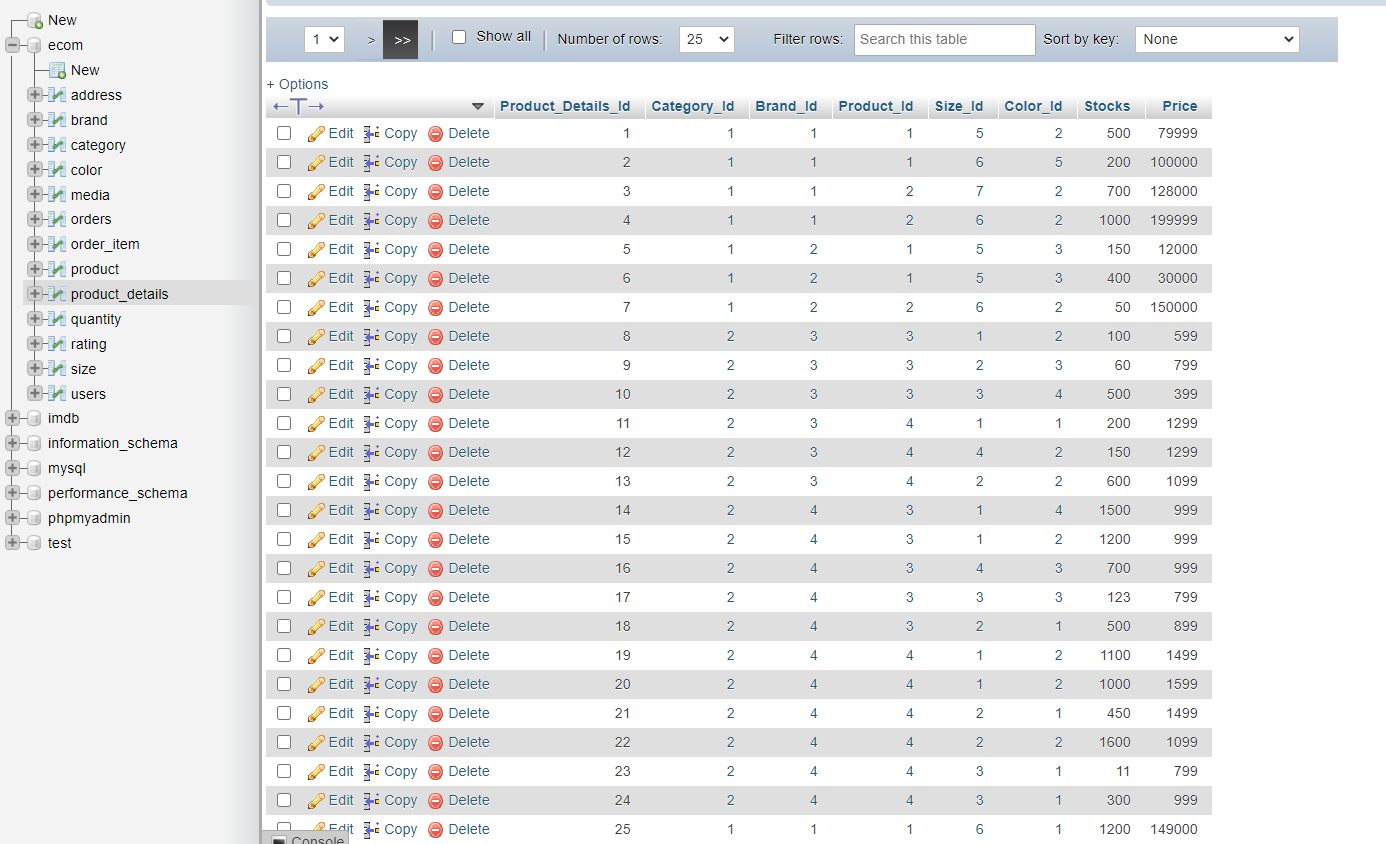 New
ecom
New
address
brand
category
color
media
orders
order_item
product
product_details
quantity
rating
size
users
imdb
information_schema
mysql
performance_schema
phpmyadmin
test
1 > >> Show all Number of rows: 25 Filter rows: Search this table Sort by key: None
+ Options
←T→ Product_Details_Id Category_Id Brand_Id Product_Id Size_Id Color_Id Stocks Price
Edit Copy Delete 1 1 1 1 5 2 500 79999
Edit Copy Delete 2 1 1 1 6 5 200 100000
Edit Copy Delete 3 1 1 2 7 2 700 128000
Edit Copy Delete 4 1 1 2 6 2 1000 199999
Edit Copy Delete 5 1 2 1 5 3 150 12000
Edit Copy Delete 6 1 2 1 5 3 400 30000
Edit Copy Delete 7 1 2 2 6 2 50 150000
Edit Copy Delete 8 2 3 3 1 2 100 599
Edit Copy Delete 9 2 3 3 2 3 60 799
Edit Copy Delete 10 2 3 3 3 4 500 399
Edit Copy Delete 11 2 3 4 1 1 200 1299
Edit Copy Delete 12 2 3 4 4 2 150 1299
Edit Copy Delete 13 2 3 4 2 2 600 1099
Edit Copy Delete 14 2 4 3 1 4 1500 999
Edit Copy Delete 15 2 4 3 1 2 1200 999
Edit Copy Delete 16 2 4 3 4 3 700 999
Edit Copy Delete 17 2 4 3 3 3 123 799
Edit Copy Delete 18 2 4 3 2 1 500 899
Edit Copy Delete 19 2 4 4 1 2 1100 1499
Edit Copy Delete 20 2 4 4 1 2 1000 1599
Edit Copy Delete 21 2 4 4 2 1 450 1499
Edit Copy Delete 22 2 4 4 2 2 1600 1099
Edit Copy Delete 23 2 4 4 3 1 11 799
Edit Copy Delete 24 2 4 4 3 1 300 999
Edit Copy Delete 25 1 1 1 6 1 1200 149000
Console